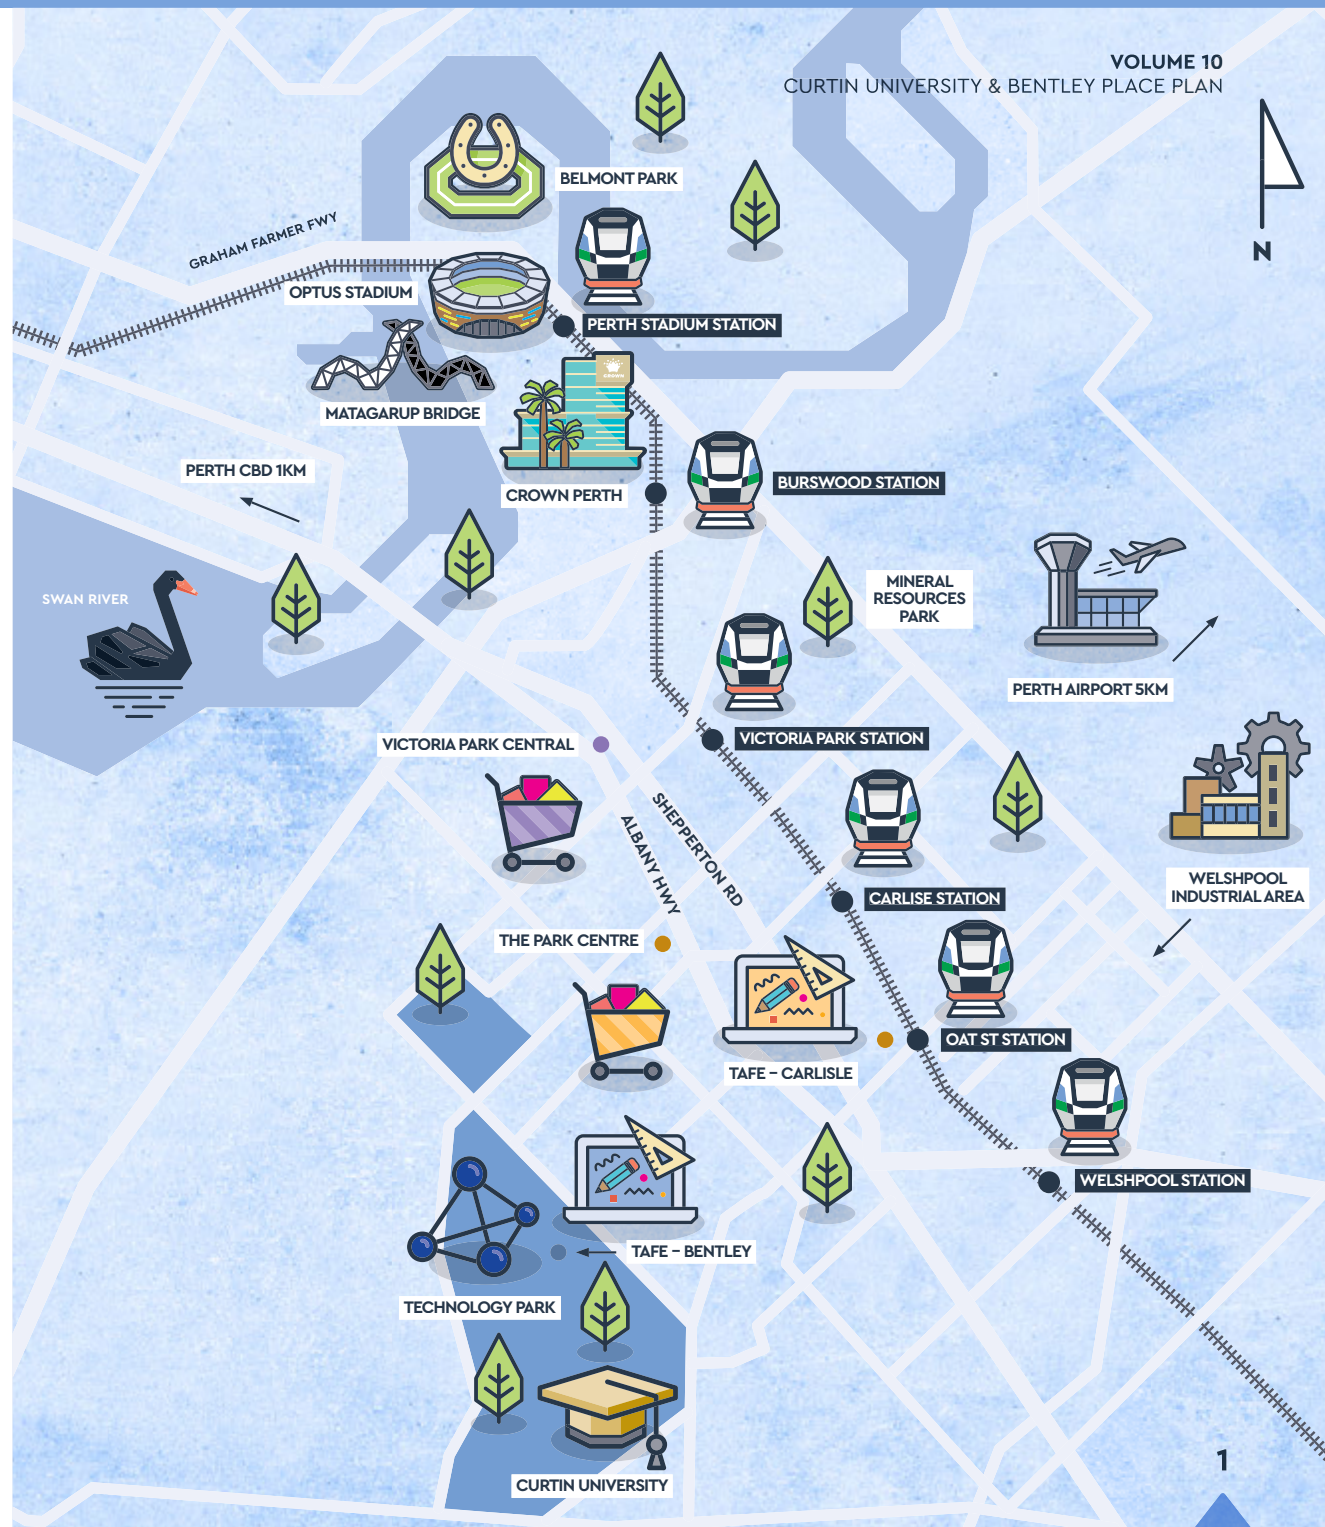 VOLUME 10
CURTIN UNIVERSITY & BENTLEY PLACE PLAN
N
BELMONT PARK
GRAHAM FARMER FWY
OPTUS STADIUM
PERTH STADIUM STATION
CROWN
MATAGARUP BRIDGE
PERTH CBD 1KM
CROWN PERTH
BURSWOOD STATION
SWAN RIVER
MINERAL
RESOURCES
PARK
PERTH AIRPORT 5KM
VICTORIA PARK CENTRAL
VICTORIA PARK STATION
SHEPPERTON RD
ALBANY HWY
WELSHPOOL
INDUSTRIAL AREA
CARLISE STATION
THE PARK CENTRE
OAT ST STATION
TAFE – CARLISLE
WELSHPOOL STATION
TAFE – BENTLEY
TECHNOLOGY PARK
CURTIN UNIVERSITY
1